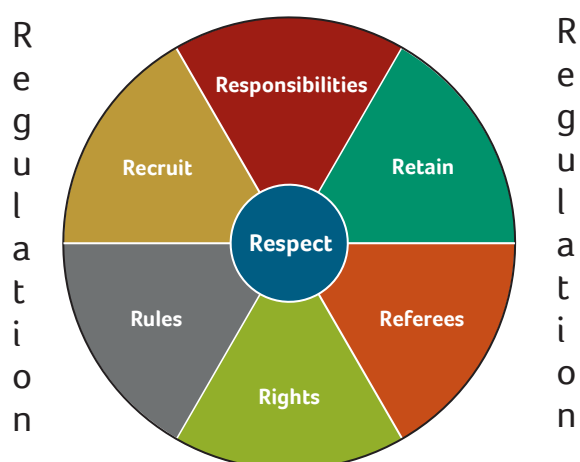 Regulation
Responsibilities
Recruit
Retain
Respect
Rules
Referees
Rights
Regulation